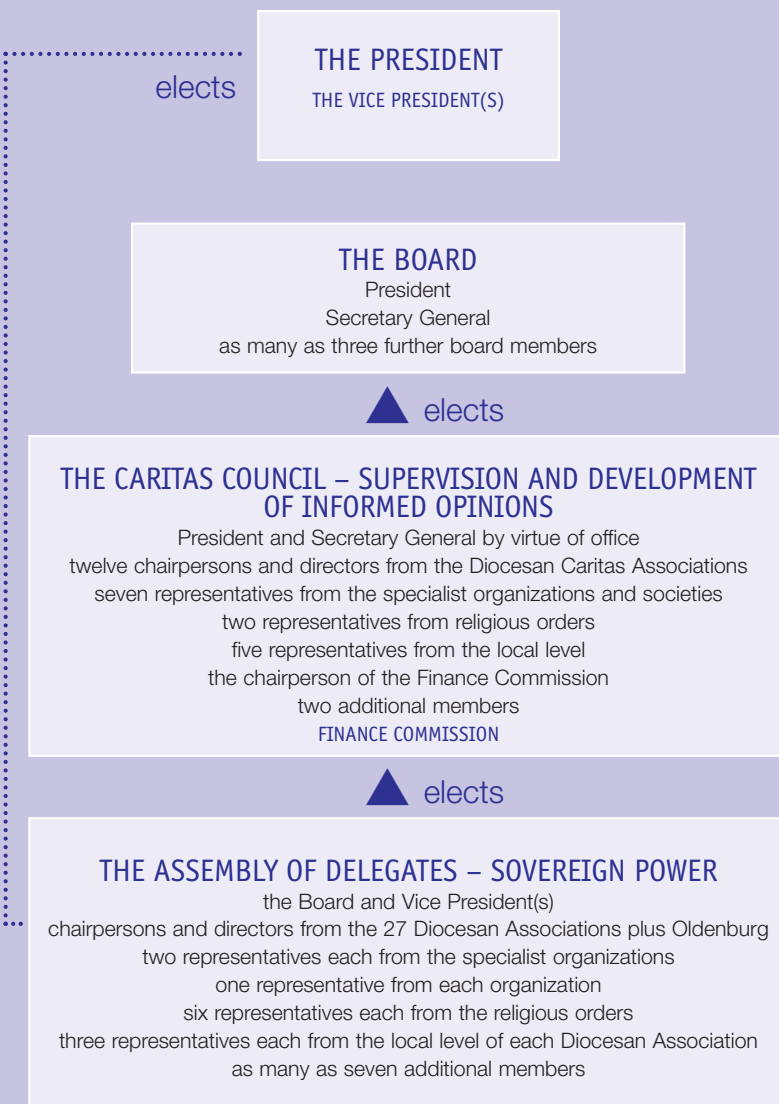 THE PRESIDENT
THE VICE PRESIDENT(S)
elects
THE BOARD
President
Secretary General
as many as three further board members
elects
THE CARITAS COUNCIL – SUPERVISION AND DEVELOPMENT
OF INFORMED OPINIONS
President and Secretary General by virtue of office
twelve chairpersons and directors from the Diocesan Caritas Associations
seven representatives from the specialist organizations and societies
two representatives from religious orders
five representatives from the local level
the chairperson of the Finance Commission
two additional members
FINANCE COMMISSION
elects
THE ASSEMBLY OF DELEGATES – SOVEREIGN POWER
the Board and Vice President(s)
chairpersons and directors from the 27 Diocesan Associations plus Oldenburg
two representatives each from the specialist organizations
one representative from each organization
six representatives each from the religious orders
three representatives each from the local level of each Diocesan Association
as many as seven additional members